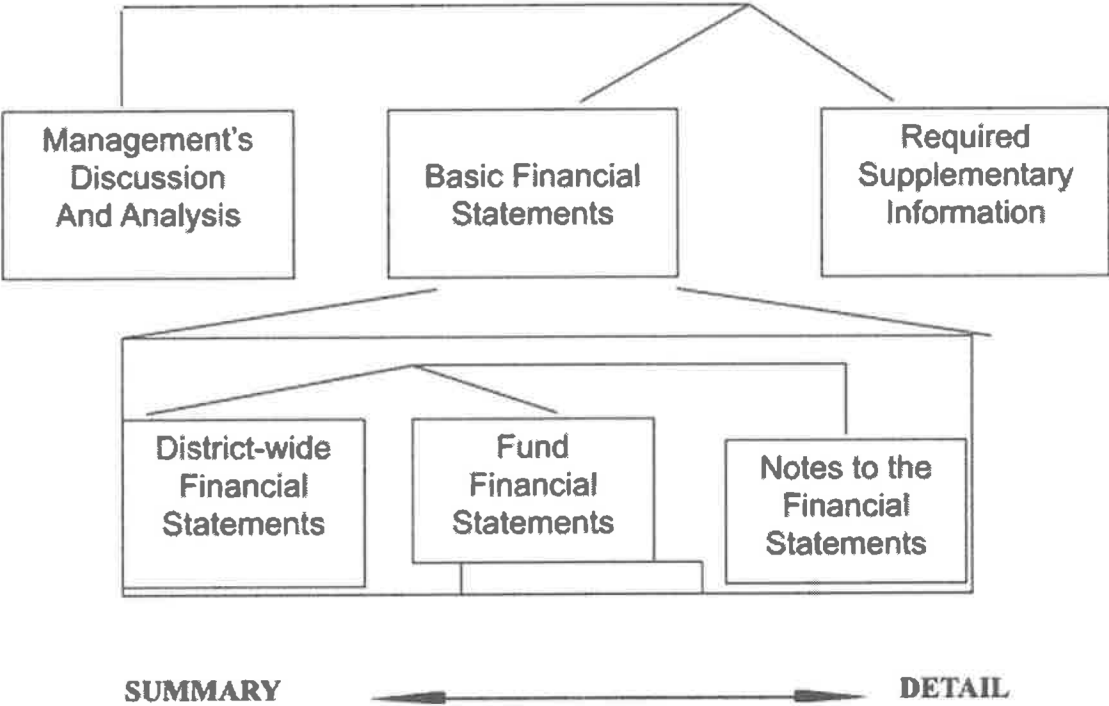 Management's
Discussion
And Analysis
Basic Financial
Statements
Required
Supplementary
Information
District-wide
Financial
Statements
Fund
Financial
Statements
Notes to the
Financial
Statements
SUMMARY
DETAIL